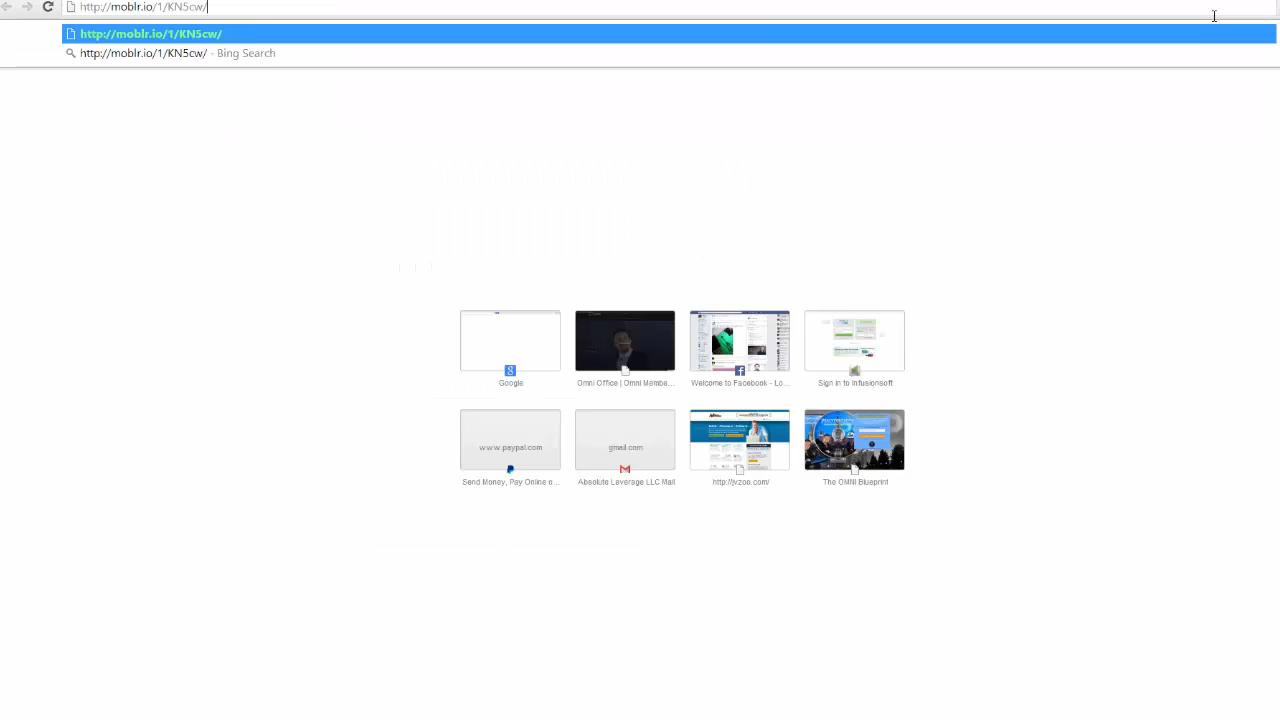 http://moblr.io/1/KN5cw/
http://moblr.io/1/KN5cw/
http://moblr.io/1/KN5cw/ - Bing Search
Google
Omni Office | Omni Membe...
Welcome to Facebook - Lo...
Sign in to Infusionsoft
www.paypal.com
gmail.com
Send Money, Pay Online o...
Absolute Leverage LLC Mail
http://jvzoo.com/
The OMNI Blueprint